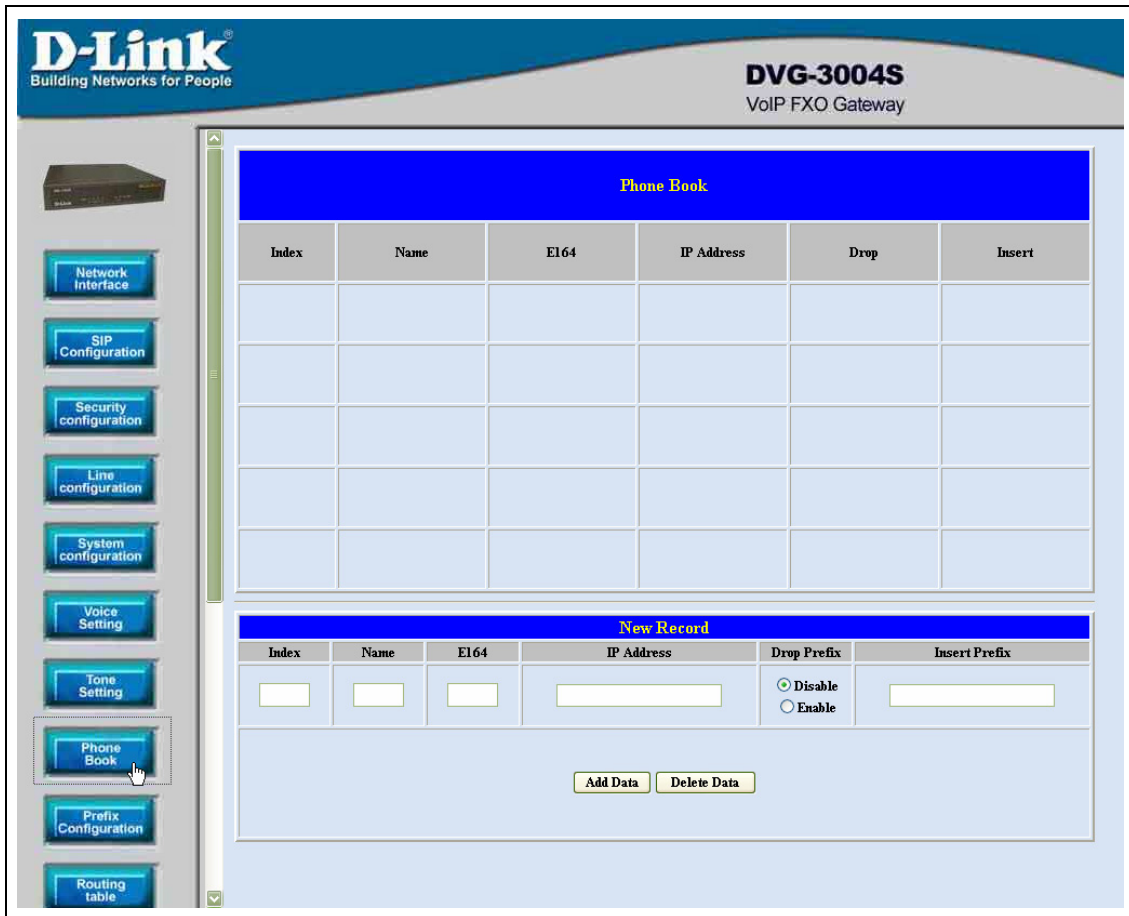 D-Link®
Building Networks for People
DVG-3004S
VoIP FXO Gateway
Network
Interface
SIP
Configuration
Security
configuration
Line
configuration
System
configuration
Voice
Setting
Tone
Setting
Phone
Book
Prefix
Configuration
Routing
table
Phone Book
Index Name E164 IP Address Drop Insert
New Record
Index Name E164 IP Address Drop Prefix Insert Prefix
Disable
Enable
Add Data Delete Data